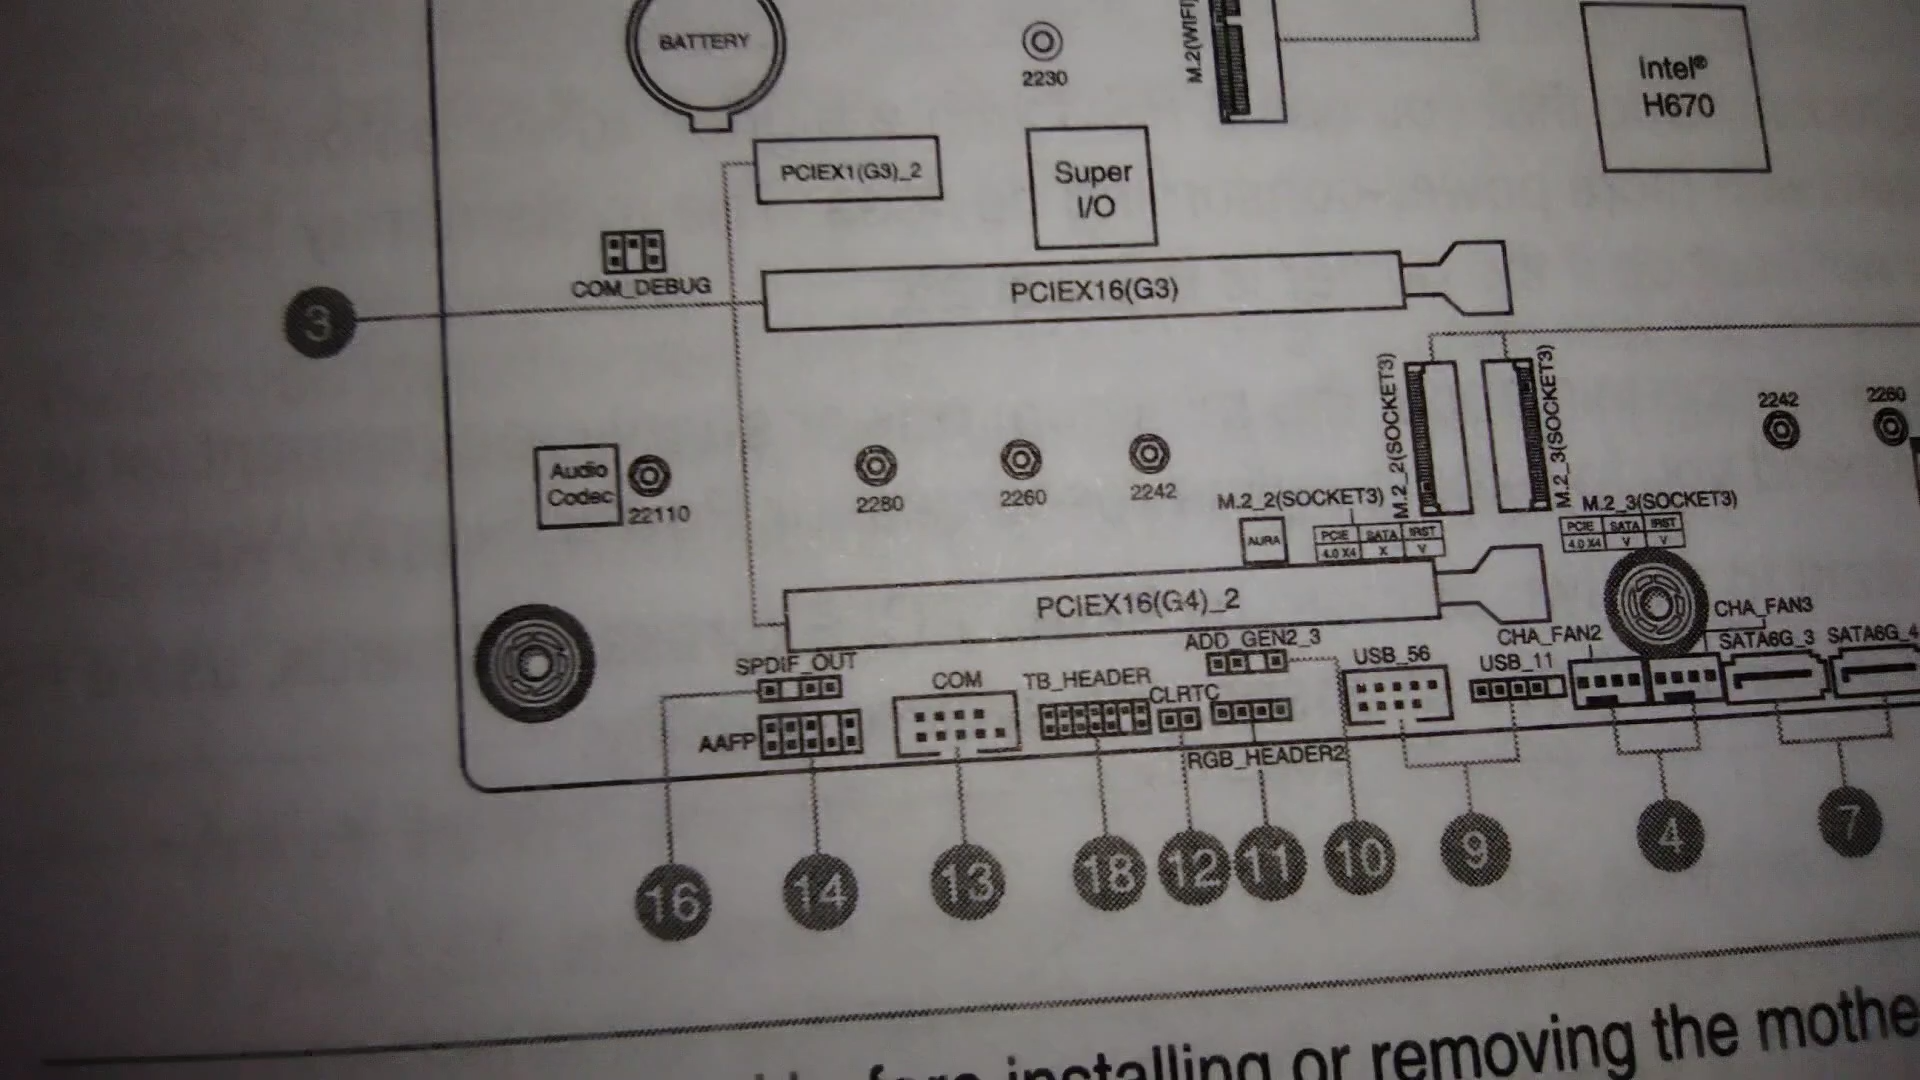 BATTERY
2230
M.2(WIFI)
Intel®
H670
PCIEX1(G3)_2
Super
I/O
COM_DEBUG
3
PCIEX16(G3)
M.2_2(SOCKET3)
M.2_3(SOCKET3)
2242
2260
Audio
Codec
22110
2280
2260
2242
M.2_2(SOCKET3)
PCIE SATA IRST
4.0 X4 X V
M.2_3(SOCKET3)
PCIE SATA IRST
4.0 X4 V V
AURA
PCIEX16(G4)_2
CHA_FAN3
SPDIF_OUT
COM
TB_HEADER
CLRTC
ADD_GEN2_3
USB_56
CHA_FAN2
USB_11
SATA6G_3
SATA6G_4
AAFP
RGB_HEADER2
16
14
13
18
12
11
10
9
4
7
installing or removing the mothe